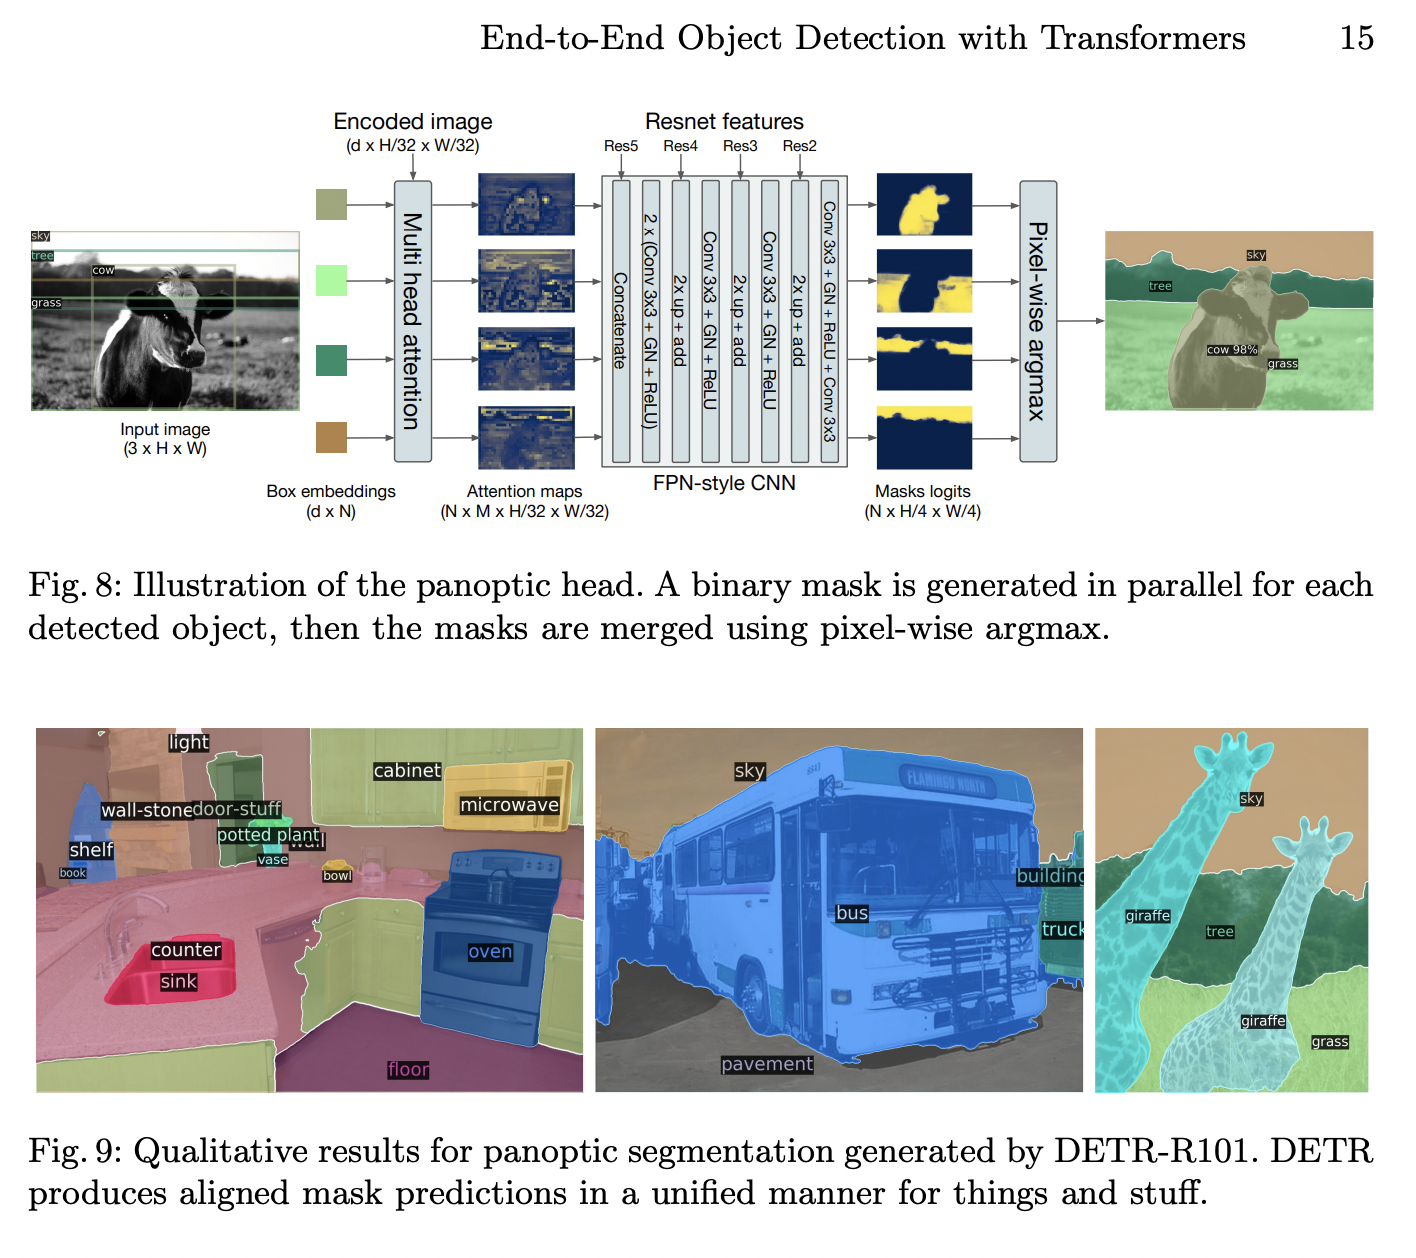 End-to-End Object Detection with Transformers 15
Encoded image
(d x H/32 x W/32)
Resnet features
Res5 Res4 Res3 Res2
sky
tree
cow
grass
Input image
(3 x H x W)
Box embeddings
(d x N)
Multi head attention
Attention maps
(N x M x H/32 x W/32)
Concatenate
2 x (Conv 3x3 + GN + ReLU)
2x up + add
Conv 3x3 + GN + ReLU
2x up + add
Conv 3x3 + GN + ReLU
2x up + add
Conv 3x3 + GN + ReLU + Conv 3x3
FPN-style CNN
Masks logits
(N x H/4 x W/4)
Pixel-wise argmax
sky
tree
cow 98%
grass
Fig. 8: Illustration of the panoptic head. A binary mask is generated in parallel for each
detected object, then the masks are merged using pixel-wise argmax.
light
cabinet
wall-stone
door-stuff
microwave
potted plant
wall
shelf
vase
book
bowl
counter
oven
sink
floor
sky
FLAMINGO NORTH
building
bus
truck
pavement
sky
giraffe
tree
giraffe
grass
Fig. 9: Qualitative results for panoptic segmentation generated by DETR-R101. DETR
produces aligned mask predictions in a unified manner for things and stuff.